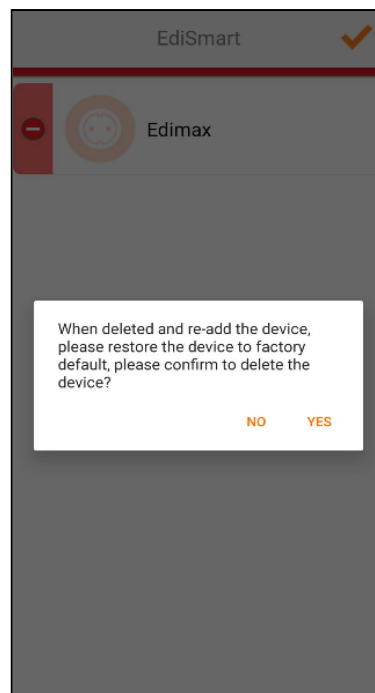 EdiSmart
Edimax
When deleted and re-add the device,
please restore the device to factory
default, please confirm to delete the
device?
NO YES